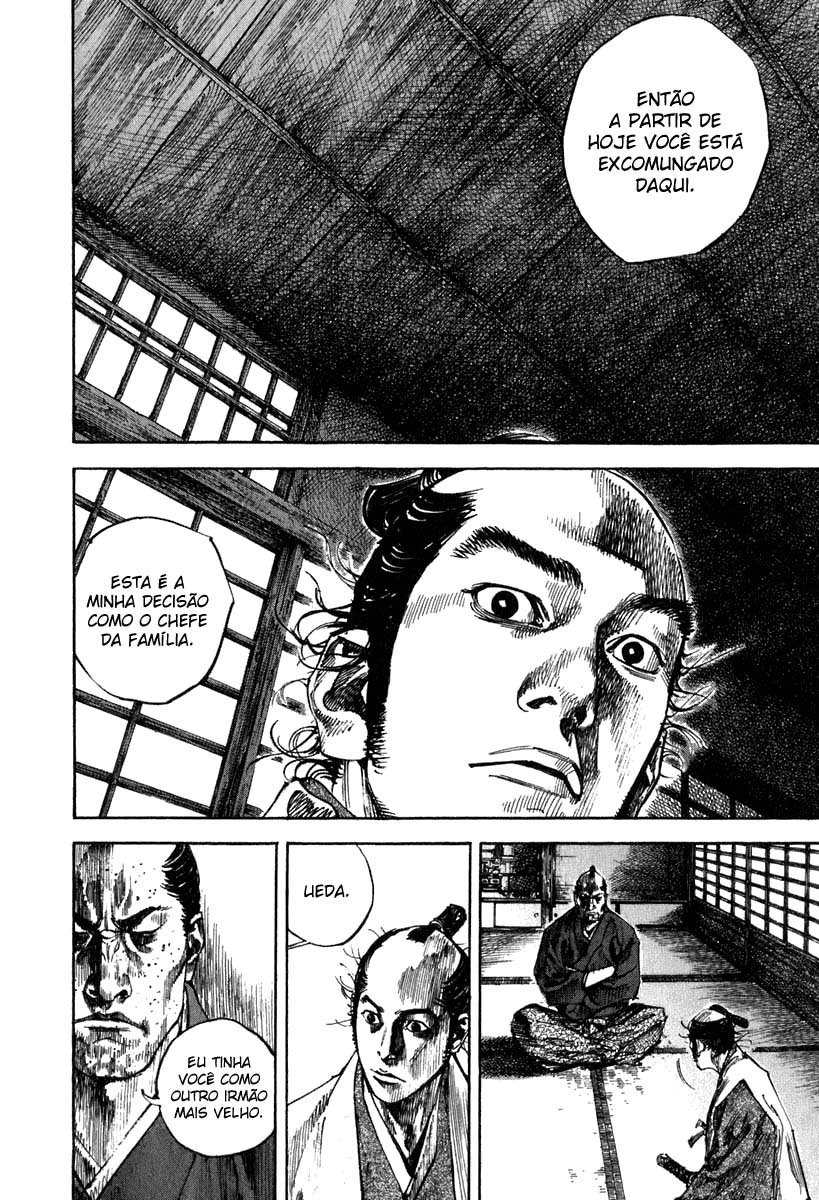 ENTÃO
A PARTIR DE
HOJE VOCÊ ESTÁ
EXCOMUNGADO
DAQUI.
ESTA É A
MINHA DECISÃO
COMO O CHEFE
DA FAMÍLIA.
UEDA.
EU TINHA
VOCÊ COMO
OUTRO IRMÃO
MAIS VELHO.